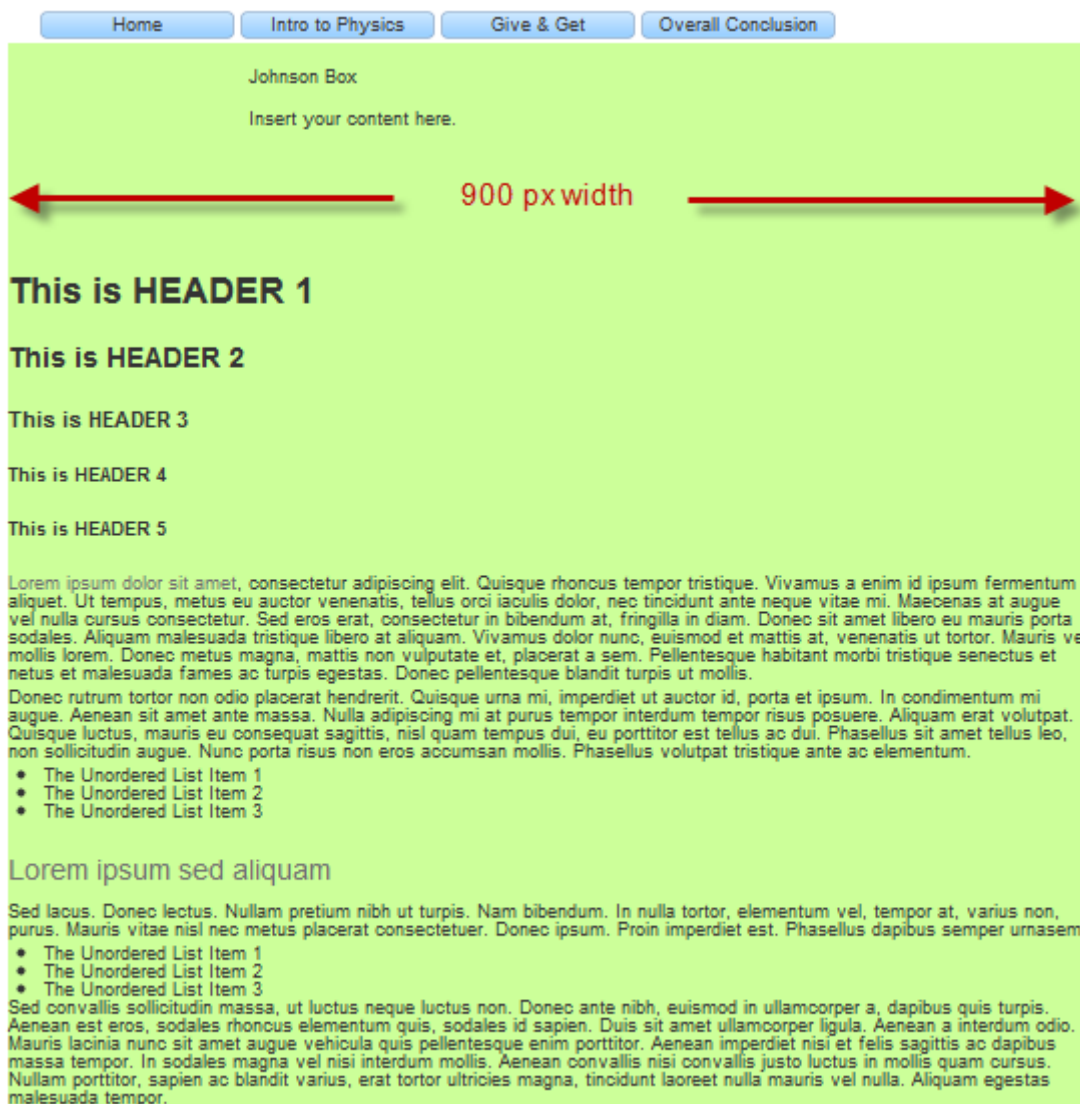 Home Intro to Physics Give & Get Overall Conclusion
Johnson Box
Insert your content here.
900 px width
This is HEADER 1
This is HEADER 2
This is HEADER 3
This is HEADER 4
This is HEADER 5
Lorem ipsum dolor sit amet, consectetur adipiscing elit. Quisque rhoncus tempor tristique. Vivamus a enim id ipsum fermentum
aliquet. Ut tempus, metus eu auctor venenatis, tellus orci iaculis dolor, nec tincidunt ante neque vitae mi. Maecenas at augue
vel nulla cursus consectetur. Sed eros erat, consectetur in bibendum at, fringilla in diam. Donec sit amet libero eu mauris porta
sodales. Aliquam malesuada tristique libero at aliquam. Vivamus dolor nunc, euismod et mattis at, venenatis ut tortor. Mauris ve
mollis lorem. Donec metus magna, mattis non vulputate et, placerat a sem. Pellentesque habitant morbi tristique senectus et
netus et malesuada fames ac turpis egestas. Donec pellentesque blandit turpis ut mollis.
Donec rutrum tortor non odio placerat hendrerit. Quisque urna mi, imperdiet ut auctor id, porta et ipsum. In condimentum mi
augue. Aenean sit amet ante massa. Nulla adipiscing mi at purus tempor interdum tempor risus posuere. Aliquam erat volutpat.
Quisque luctus, mauris eu consequat sagittis, nisl quam tempus dui, eu porttitor est tellus ac dui. Phasellus sit amet tellus leo,
non sollicitudin augue. Nunc porta risus non eros accumsan mollis. Phasellus volutpat tristique ante ac elementum.
• The Unordered List Item 1
• The Unordered List Item 2
• The Unordered List Item 3
Lorem ipsum sed aliquam
Sed lacus. Donec lectus. Nullam pretium nibh ut turpis. Nam bibendum. In nulla tortor, elementum vel, tempor at, varius non,
purus. Mauris vitae nisl nec metus placerat consectetuer. Donec ipsum. Proin imperdiet est. Phasellus dapibus semper urnasem
• The Unordered List Item 1
• The Unordered List Item 2
• The Unordered List Item 3
Sed convallis sollicitudin massa, ut luctus neque luctus non. Donec ante nibh, euismod in ullamcorper a, dapibus quis turpis.
Aenean est eros, sodales rhoncus elementum quis, sodales id sapien. Duis sit amet ullamcorper ligula. Aenean a interdum odio.
Mauris lacinia nunc sit amet augue vehicula quis pellentesque enim porttitor. Aenean imperdiet nisi et felis sagittis ac dapibus
massa tempor. In sodales magna vel nisi interdum mollis. Aenean convallis nisi convallis justo luctus in mollis quam cursus.
Nullam porttitor, sapien ac blandit varius, erat tortor ultricies magna, tincidunt laoreet nulla mauris vel nulla. Aliquam egestas
malesuada tempor.